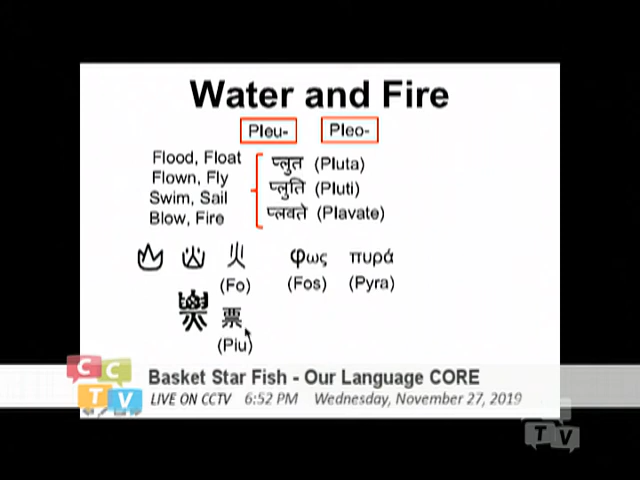 Water and Fire
Pleu- Pleo-
Flood, Float
Flown, Fly
Swim, Sail
Blow, Fire
प्लुत (Pluta)
प्लुति (Pluti)
प्लवते (Plavate)
火 φως πυρά
(Fo) (Fos) (Pyra)
票
(Piu)
CCTV
Basket Star Fish - Our Language CORE
LIVE ON CCTV 6:52 PM Wednesday, November 27, 2019
TV